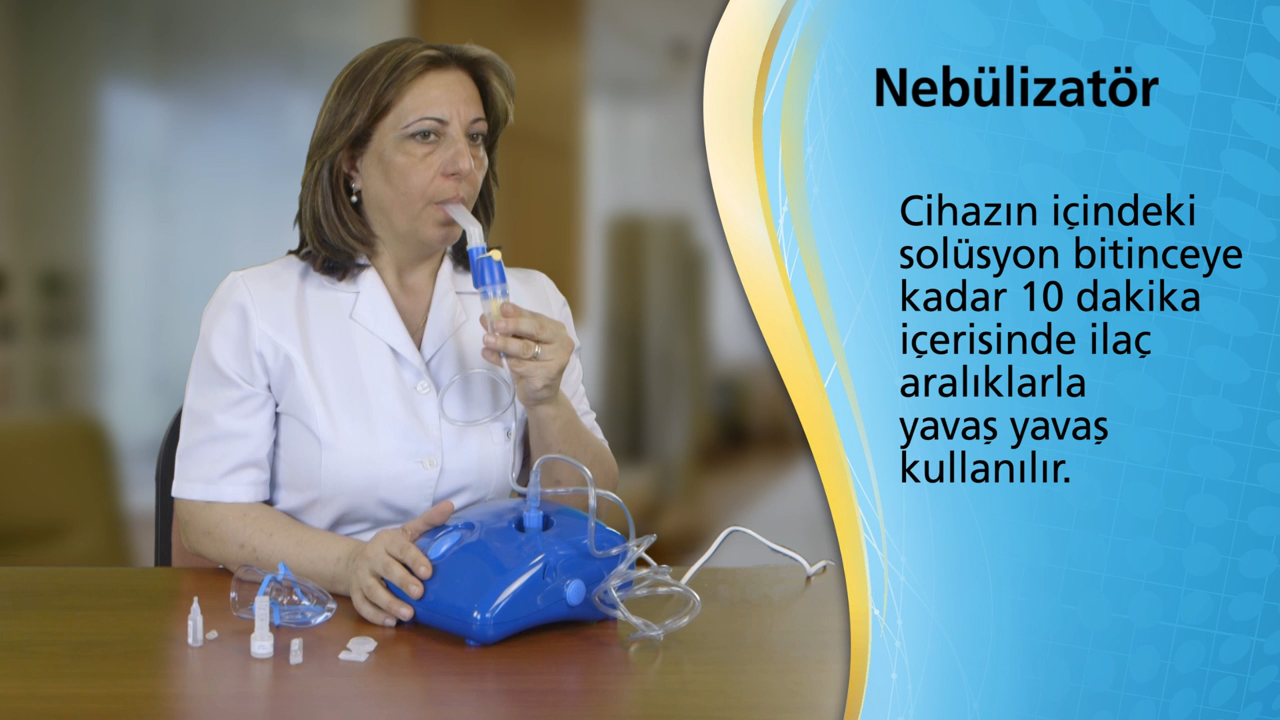 Nebülizatör
Cihazın içindeki
solüsyon bitinceye
kadar 10 dakika
içerisinde ilaç
aralıklarla
yavaş yavaş
kullanılır.